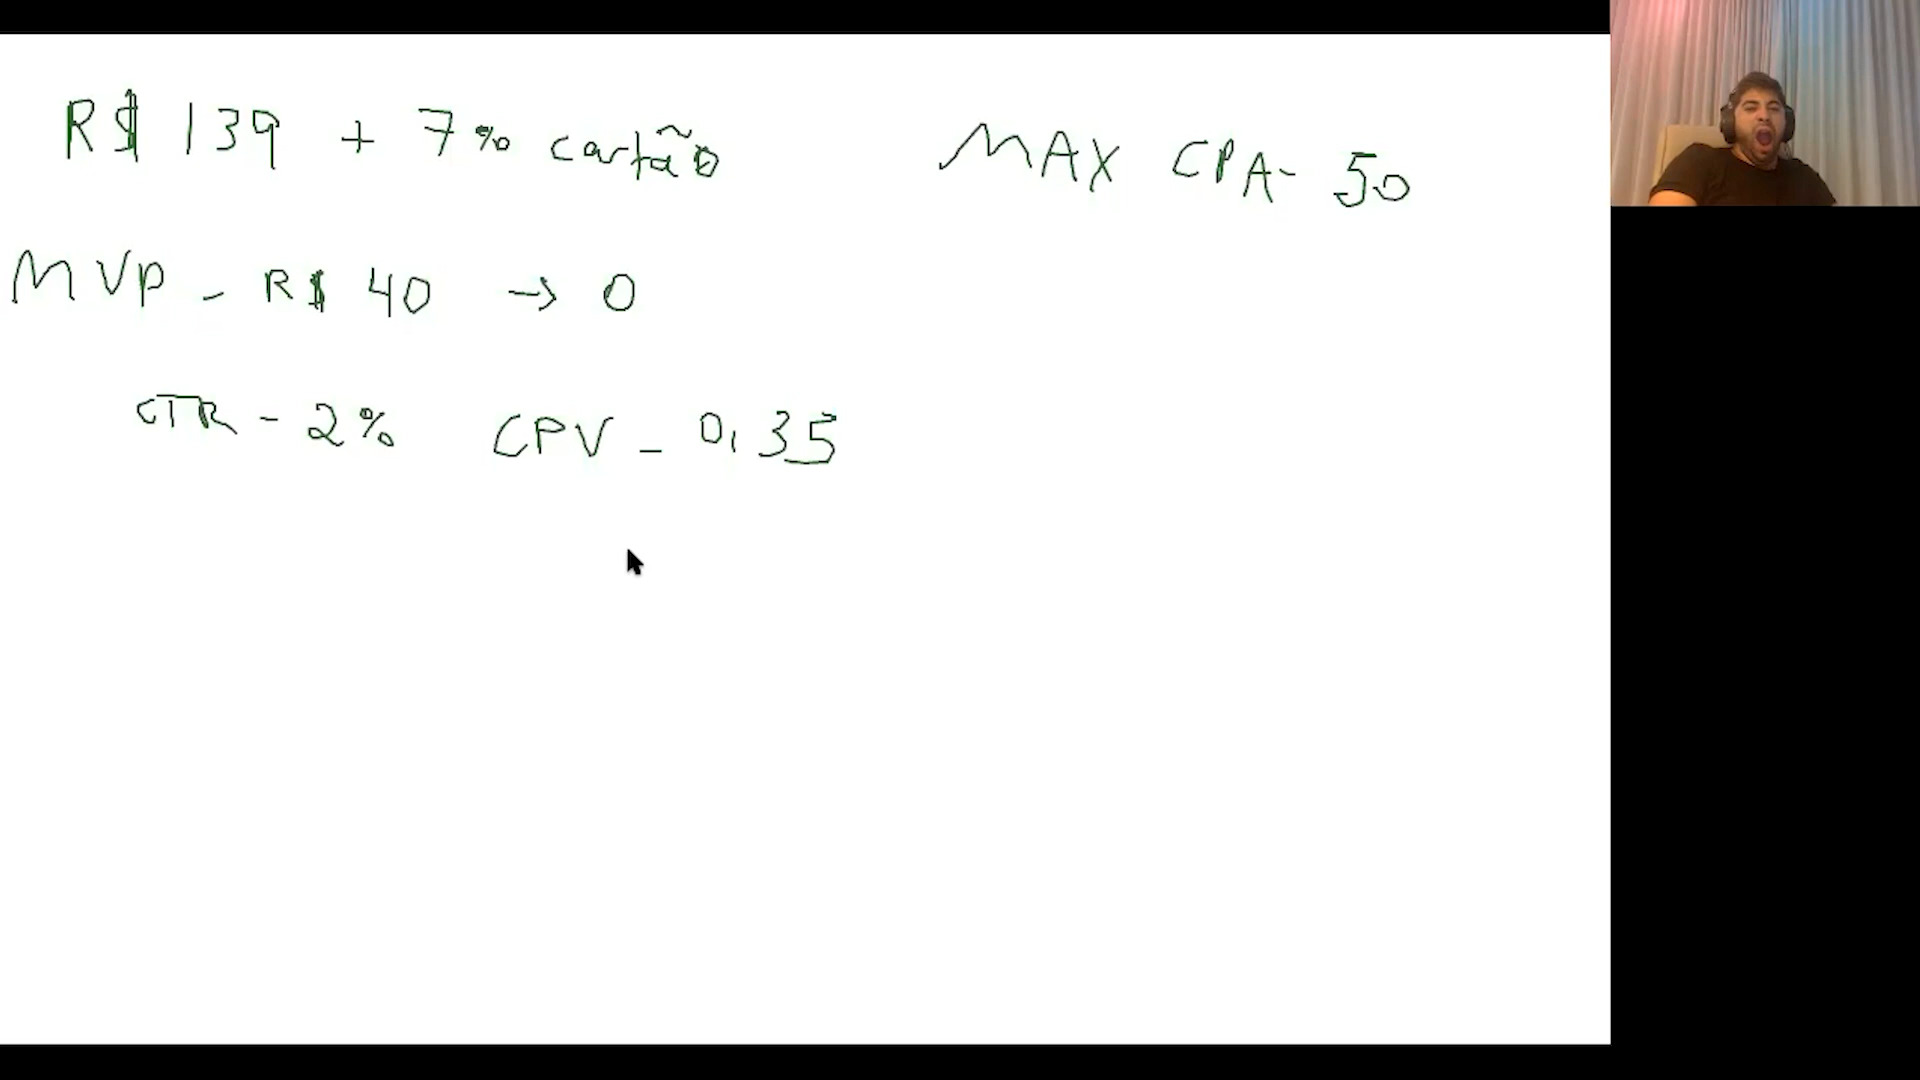 R$ 139 + 7% cartão
MAX CPA - 50
MVP - R$ 40 → 0
CTR - 2% CPV - 0,35